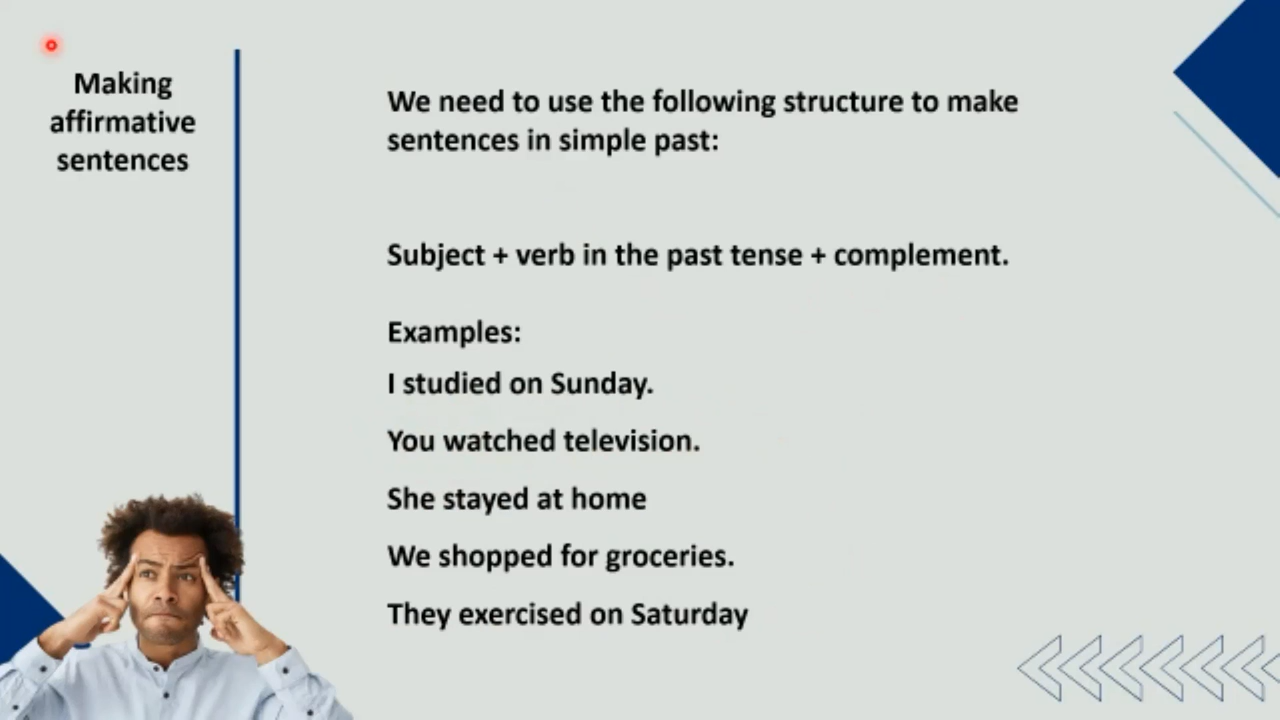 Making
affirmative
sentences
We need to use the following structure to make
sentences in simple past:
Subject + verb in the past tense + complement.
Examples:
I studied on Sunday.
You watched television.
She stayed at home
We shopped for groceries.
They exercised on Saturday